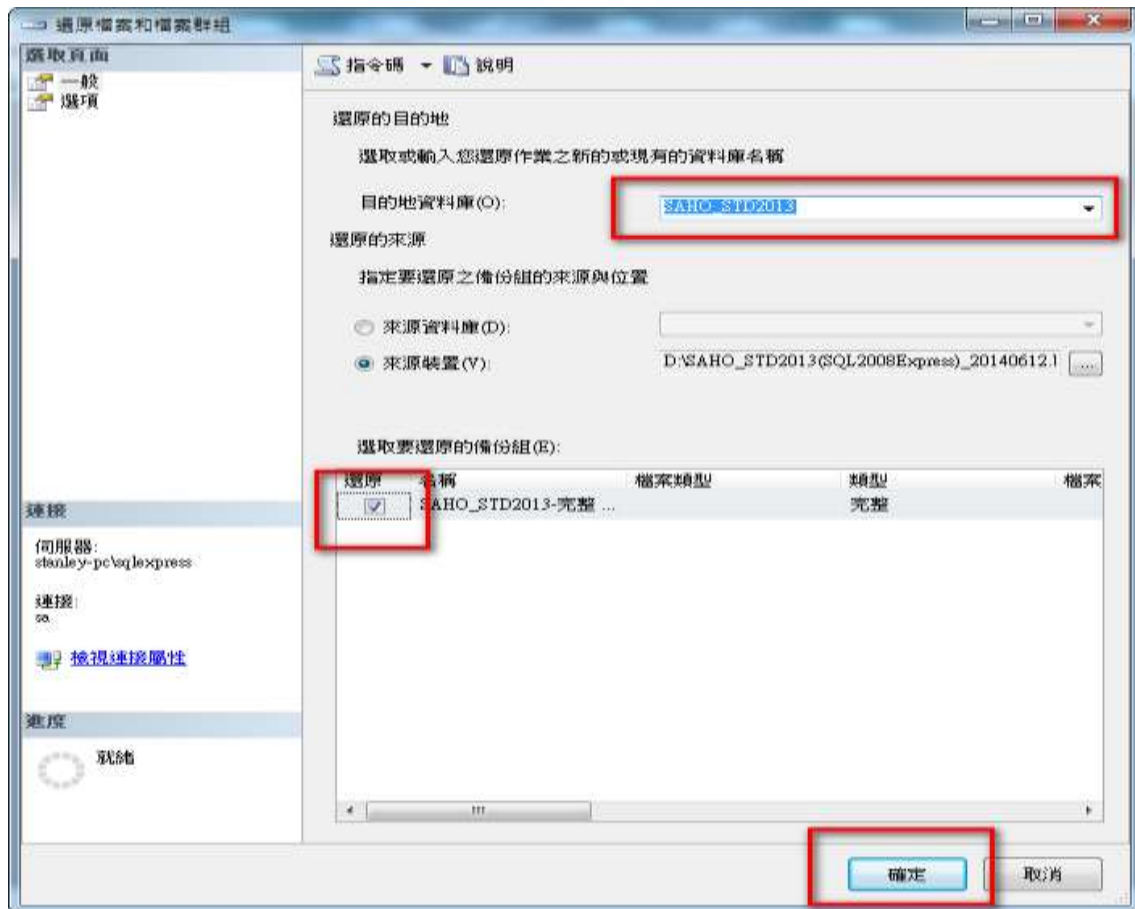 還原檔案和檔案群組
選取頁面
一般
選項
連接
伺服器:
stanley-pc\sqlexpress
連接:
sa
檢視連接屬性
進度
就緒
指令碼 說明
還原的目的地
選取或輸入您還原作業之新的或現有的資料庫名稱
目的地資料庫(O): SAHO_STD2013
還原的來源
指定要還原之備份組的來源與位置
來源資料庫(D):
來源裝置(V): D:\SAHO_STD2013(SQL2008Express)_20140612.l ...
選取要還原的備份組(E):
還原 名稱 檔案類型 類型 檔案
SAHO_STD2013-完整 ... 完整
確定 取消